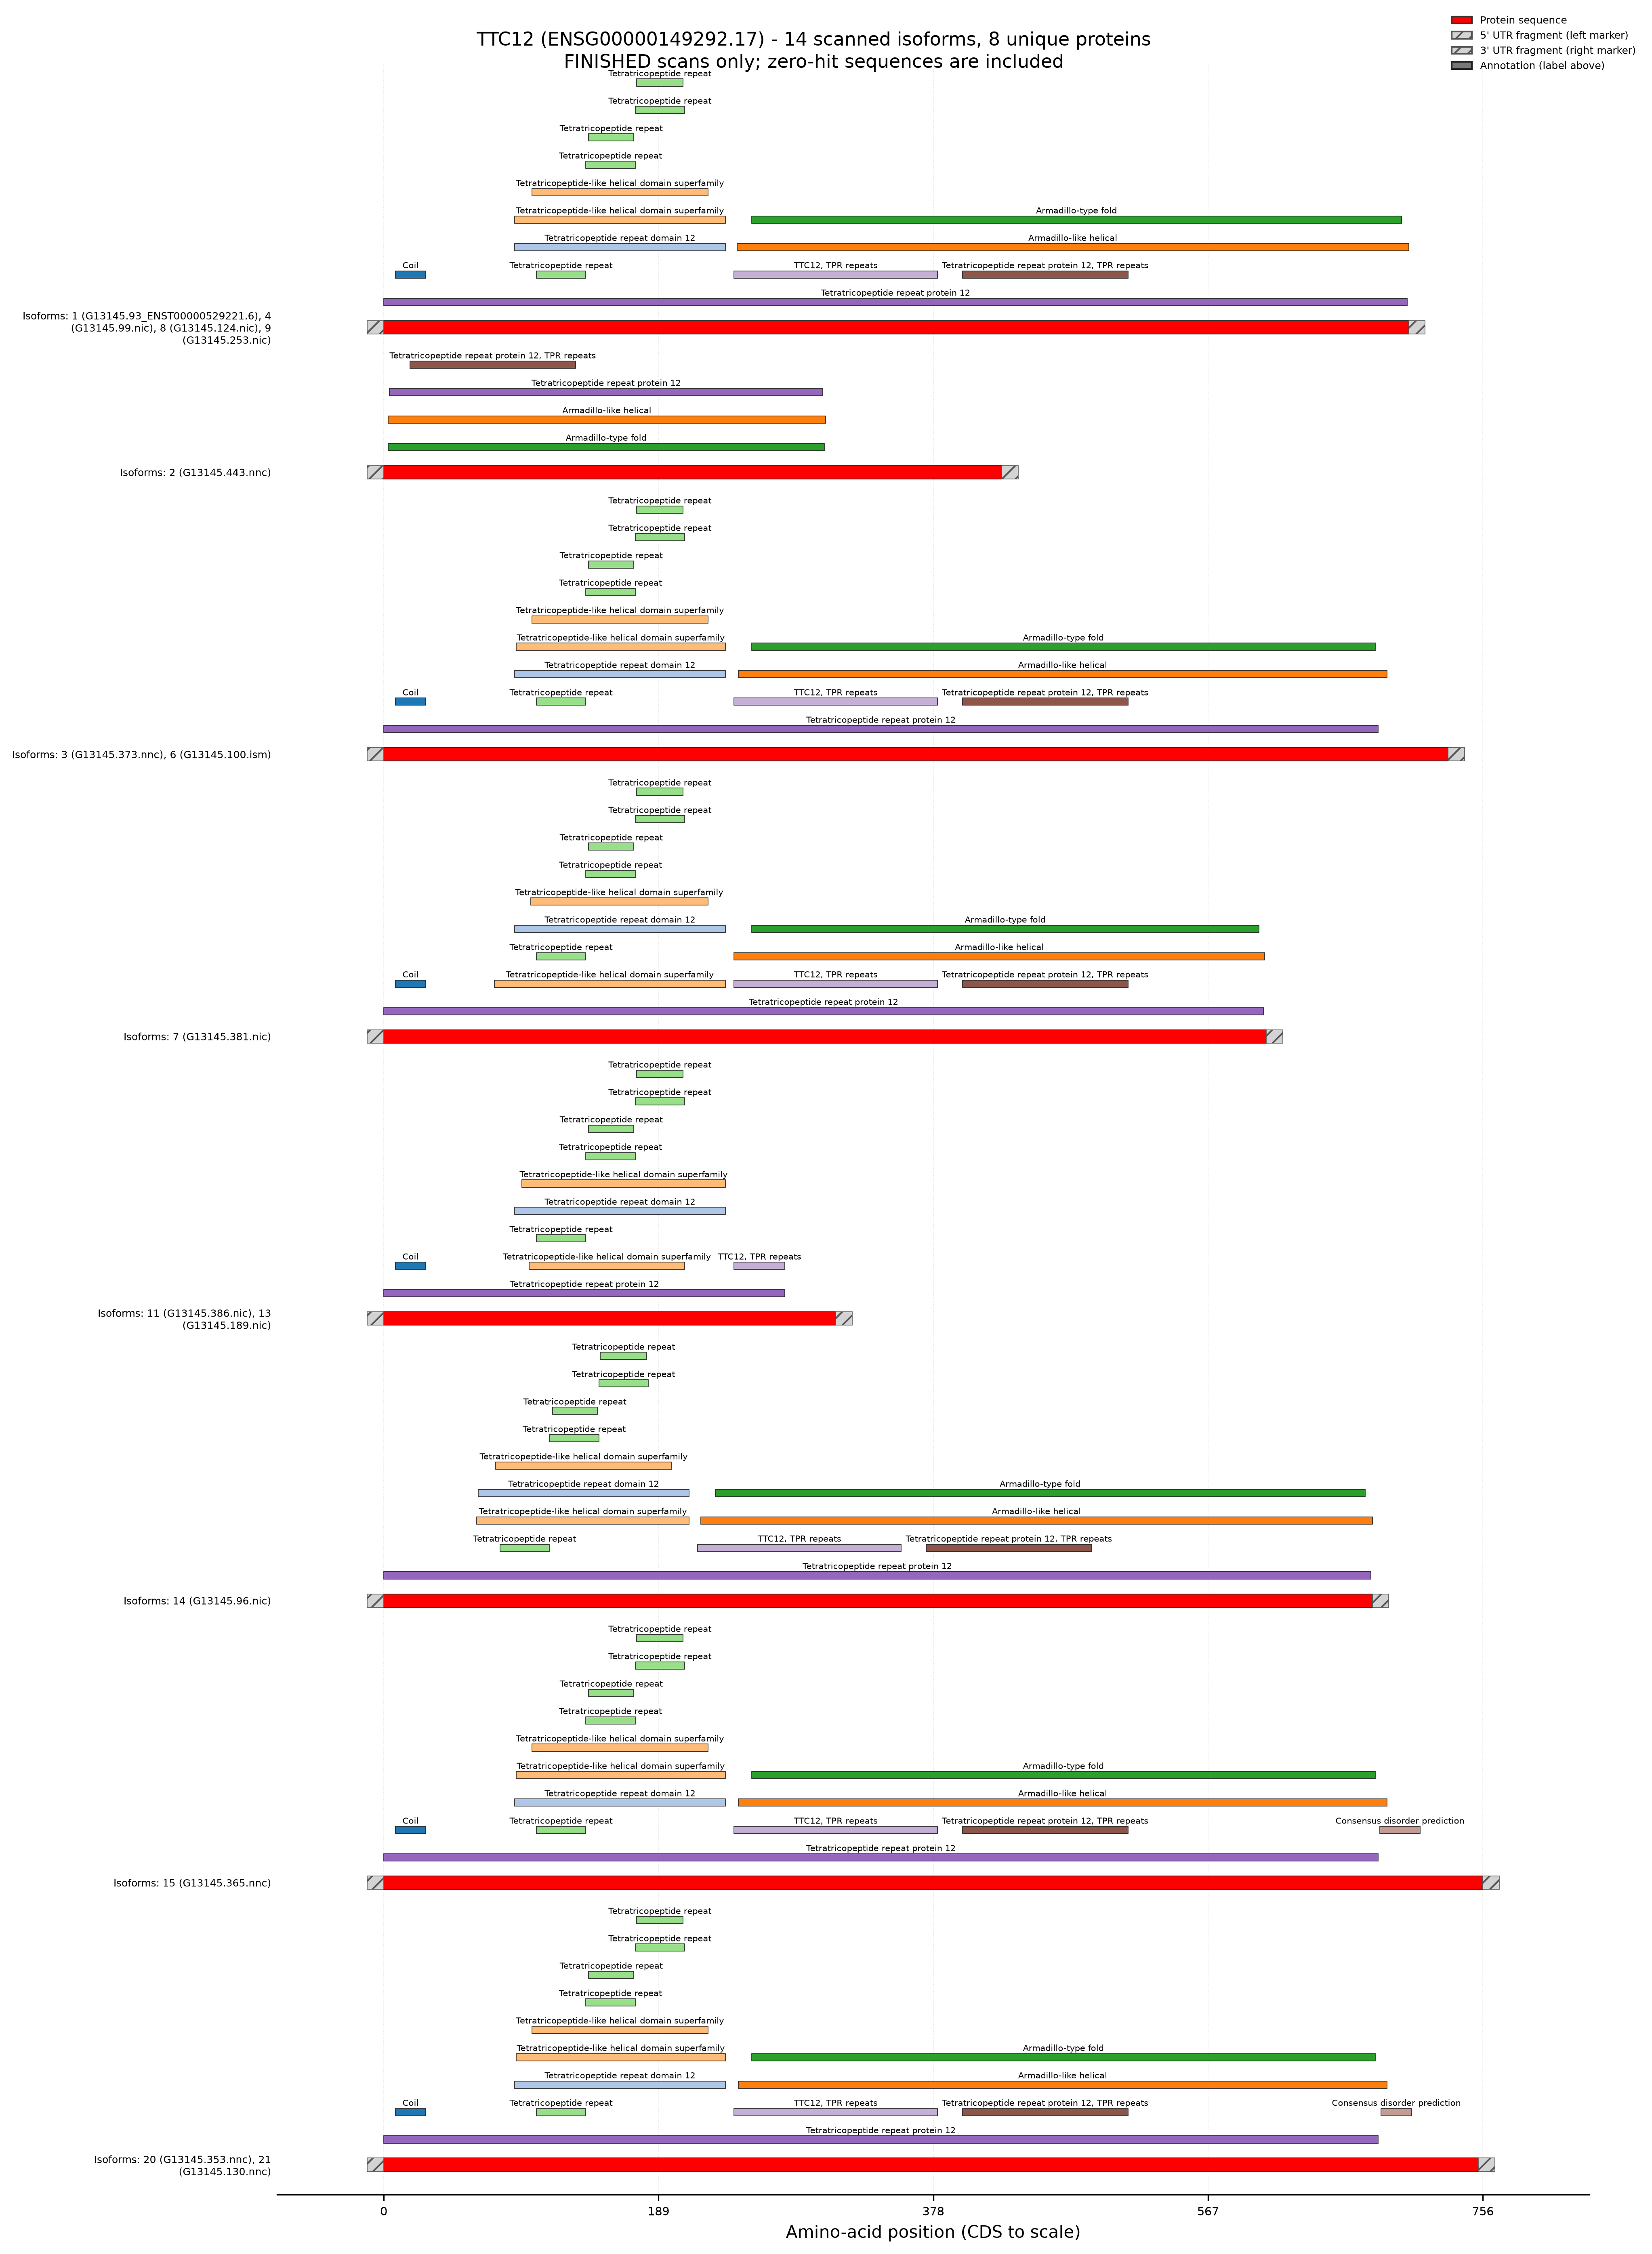 TTC12 (ENSG00000149292.17) - 14 scanned isoforms, 8 unique proteins
FINISHED scans only; zero-hit sequences are included
Protein sequence
5' UTR fragment (left marker)
3' UTR fragment (right marker)
Annotation (label above)
Tetratricopeptide repeat
Tetratricopeptide repeat
Tetratricopeptide repeat
Tetratricopeptide repeat
Tetratricopeptide-like helical domain superfamily
Tetratricopeptide-like helical domain superfamily Armadillo-type fold
Tetratricopeptide repeat domain 12 Armadillo-like helical
Coil Tetratricopeptide repeat TTC12, TPR repeats Tetratricopeptide repeat protein 12, TPR repeats
Tetratricopeptide repeat protein 12
Isoforms: 1 (G13145.93_ENST00000529221.6), 4
(G13145.99.nic), 8 (G13145.124.nic), 9
(G13145.253.nic)
Tetratricopeptide repeat protein 12, TPR repeats
Tetratricopeptide repeat protein 12
Armadillo-like helical
Armadillo-type fold
Isoforms: 2 (G13145.443.nnc)
Tetratricopeptide repeat
Tetratricopeptide repeat
Tetratricopeptide repeat
Tetratricopeptide repeat
Tetratricopeptide-like helical domain superfamily
Tetratricopeptide-like helical domain superfamily Armadillo-type fold
Tetratricopeptide repeat domain 12 Armadillo-like helical
Coil Tetratricopeptide repeat TTC12, TPR repeats Tetratricopeptide repeat protein 12, TPR repeats
Tetratricopeptide repeat protein 12
Isoforms: 3 (G13145.373.nnc), 6 (G13145.100.ism)
Tetratricopeptide repeat
Tetratricopeptide repeat
Tetratricopeptide repeat
Tetratricopeptide repeat
Tetratricopeptide-like helical domain superfamily
Tetratricopeptide repeat domain 12 Armadillo-type fold
Tetratricopeptide repeat Armadillo-like helical
Coil Tetratricopeptide-like helical domain superfamily TTC12, TPR repeats Tetratricopeptide repeat protein 12, TPR repeats
Tetratricopeptide repeat protein 12
Isoforms: 7 (G13145.381.nic)
Tetratricopeptide repeat
Tetratricopeptide repeat
Tetratricopeptide repeat
Tetratricopeptide repeat
Tetratricopeptide-like helical domain superfamily
Tetratricopeptide repeat domain 12
Tetratricopeptide repeat
Coil Tetratricopeptide-like helical domain superfamily TTC12, TPR repeats
Tetratricopeptide repeat protein 12
Isoforms: 11 (G13145.386.nic), 13
(G13145.189.nic)
Tetratricopeptide repeat
Tetratricopeptide repeat
Tetratricopeptide repeat
Tetratricopeptide repeat
Tetratricopeptide-like helical domain superfamily
Tetratricopeptide repeat domain 12 Armadillo-type fold
Tetratricopeptide-like helical domain superfamily Armadillo-like helical
Tetratricopeptide repeat TTC12, TPR repeats Tetratricopeptide repeat protein 12, TPR repeats
Tetratricopeptide repeat protein 12
Isoforms: 14 (G13145.96.nic)
Tetratricopeptide repeat
Tetratricopeptide repeat
Tetratricopeptide repeat
Tetratricopeptide repeat
Tetratricopeptide-like helical domain superfamily
Tetratricopeptide-like helical domain superfamily Armadillo-type fold
Tetratricopeptide repeat domain 12 Armadillo-like helical
Coil Tetratricopeptide repeat TTC12, TPR repeats Tetratricopeptide repeat protein 12, TPR repeats Consensus disorder prediction
Tetratricopeptide repeat protein 12
Isoforms: 15 (G13145.365.nnc)
Tetratricopeptide repeat
Tetratricopeptide repeat
Tetratricopeptide repeat
Tetratricopeptide repeat
Tetratricopeptide-like helical domain superfamily
Tetratricopeptide-like helical domain superfamily Armadillo-type fold
Tetratricopeptide repeat domain 12 Armadillo-like helical
Coil Tetratricopeptide repeat TTC12, TPR repeats Tetratricopeptide repeat protein 12, TPR repeats Consensus disorder prediction
Tetratricopeptide repeat protein 12
Isoforms: 20 (G13145.353.nnc), 21
(G13145.130.nnc)
0 189 378 567 756
Amino-acid position (CDS to scale)